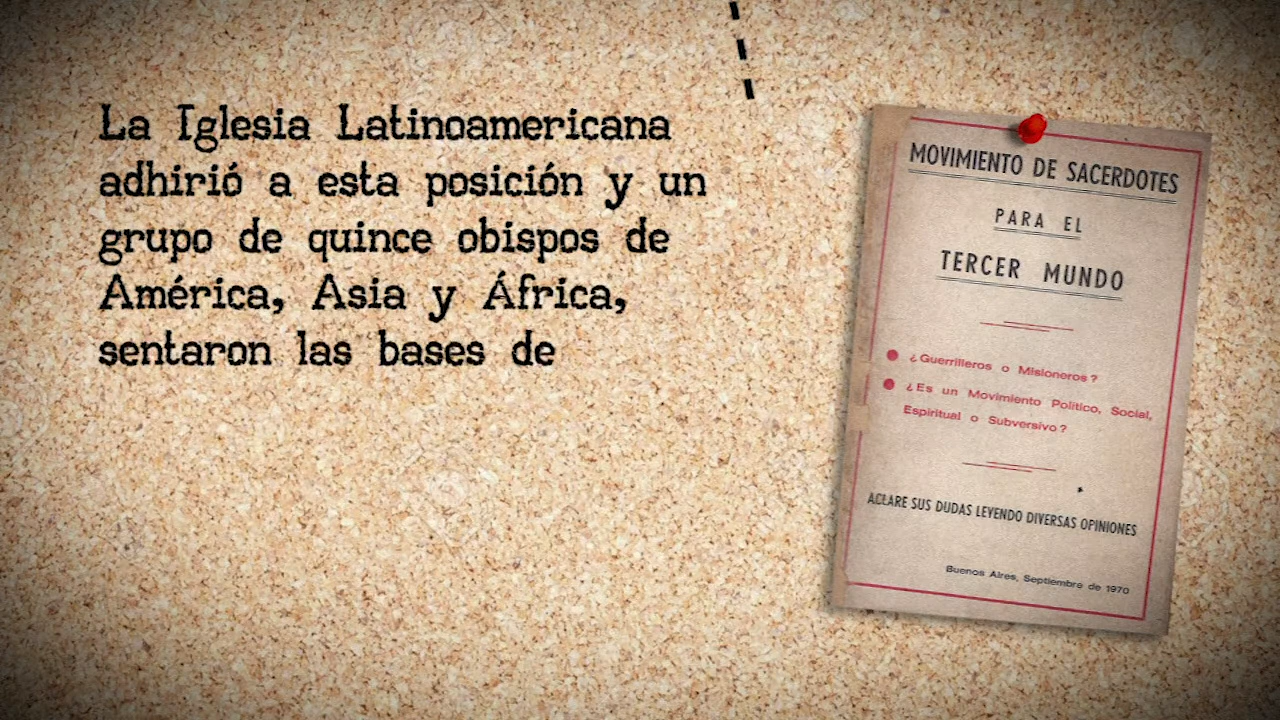 La Iglesia Latinoamericana
adhirió a esta posición y un
grupo de quince obispos de
América, Asia y África,
sentaron las bases de
MOVIMIENTO DE SACERDOTES
PARA EL
TERCER MUNDO
¿Guerrilleros o Misioneros?
¿Es un Movimiento Político, Social,
Espiritual o Subversivo?
ACLARE SUS DUDAS LEYENDO DIVERSAS OPINIONES
Buenos Aires, Septiembre de 1970